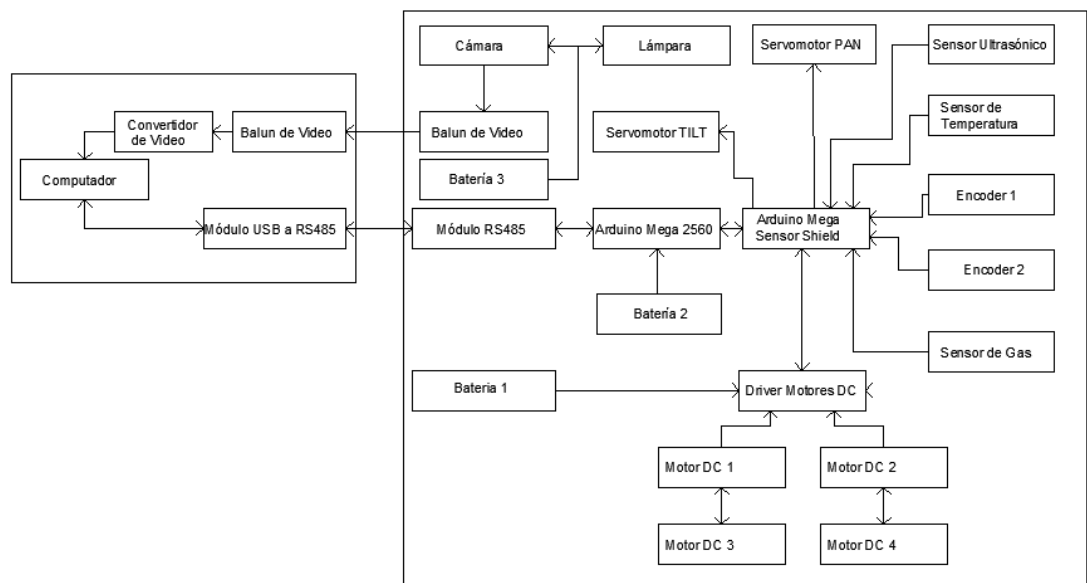 Cámara
Lámpara
Servomotor PAN
Sensor Ultrasónico
Convertidor
de Video
Balun de Video
Balun de Video
Servomotor TILT
Sensor de
Temperatura
Computador
Batería 3
Encoder 1
Módulo USB a RS485
Módulo RS485
Arduino Mega 2560
Arduino Mega
Sensor Shield
Encoder 2
Batería 2
Sensor de Gas
Bateria 1
Driver Motores DC
Motor DC 1
Motor DC 2
Motor DC 3
Motor DC 4